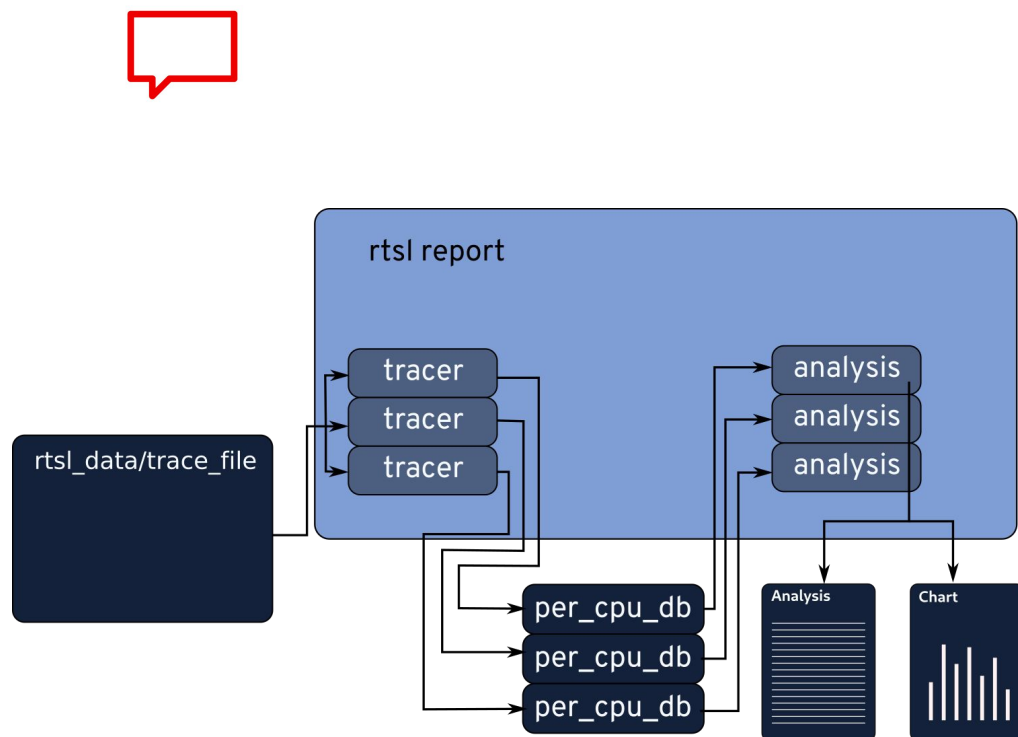 rtsl report
tracer
tracer
tracer
analysis
analysis
analysis
rtsl_data/trace_file
per_cpu_db
per_cpu_db
per_cpu_db
Analysis
Chart